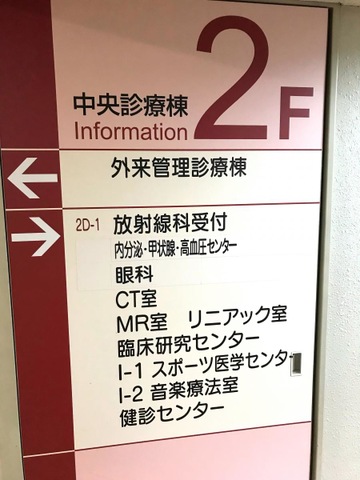 2F
中央診療棟
Information
← 外来管理診療棟
→ 2D-1 放射線科受付
内分泌・甲状腺・高血圧センター
眼科
CT室
MR室 リニアック室
臨床研究センター
I-1 スポーツ医学センター
I-2 音楽療法室
健診センター